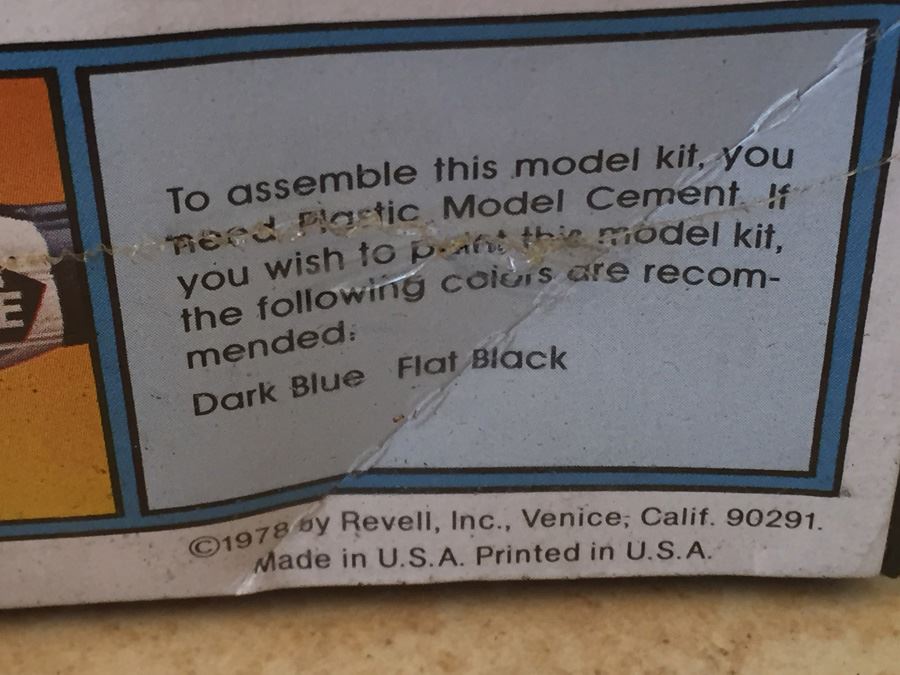 To assemble this model kit, you
need Plastic Model Cement. If
you wish to paint this model kit,
the following colors are recom-
mended:
Dark Blue Flat Black
©1978 by Revell, Inc., Venice, Calif. 90291.
Made in U.S.A. Printed in U.S.A.
E